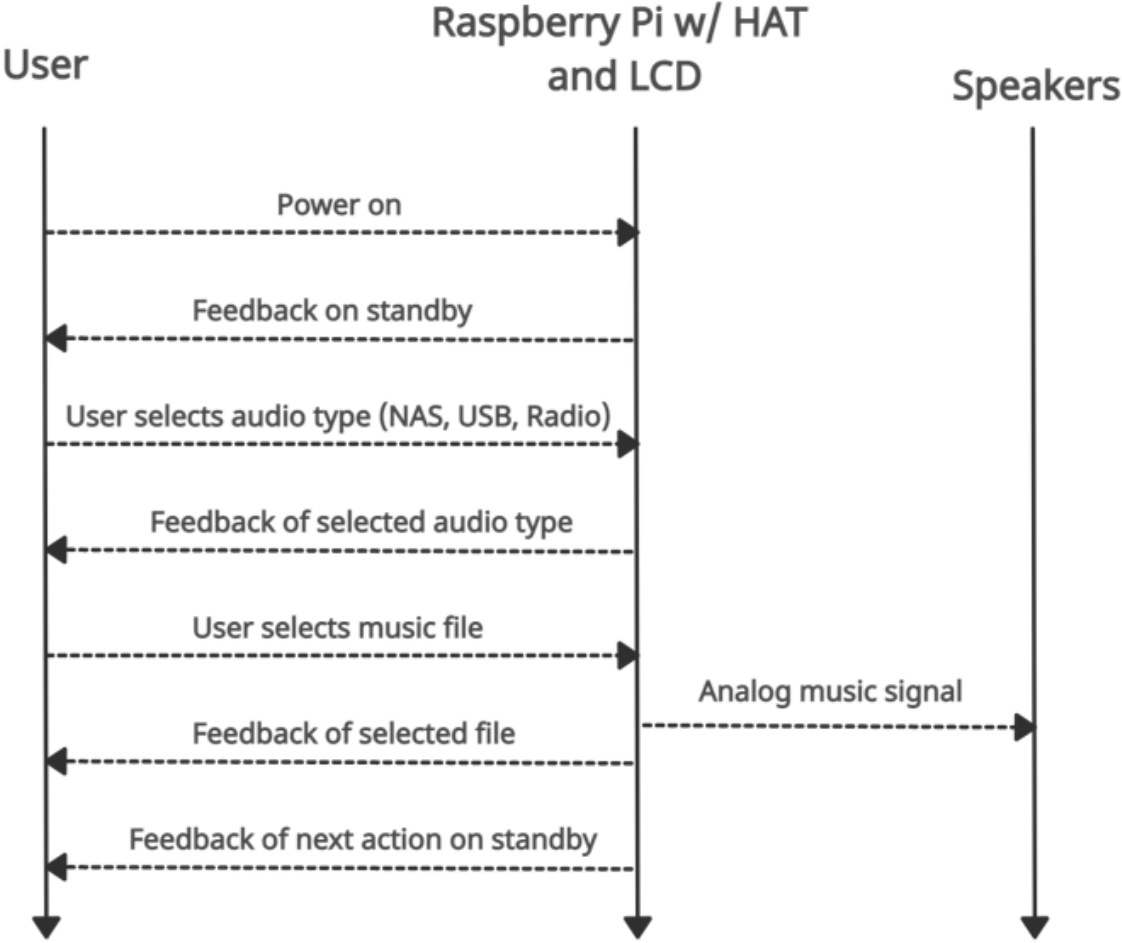 User
Raspberry Pi w/ HAT
and LCD
Speakers
Power on
Feedback on standby
User selects audio type (NAS, USB, Radio)
Feedback of selected audio type
User selects music file
Analog music signal
Feedback of selected file
Feedback of next action on standby